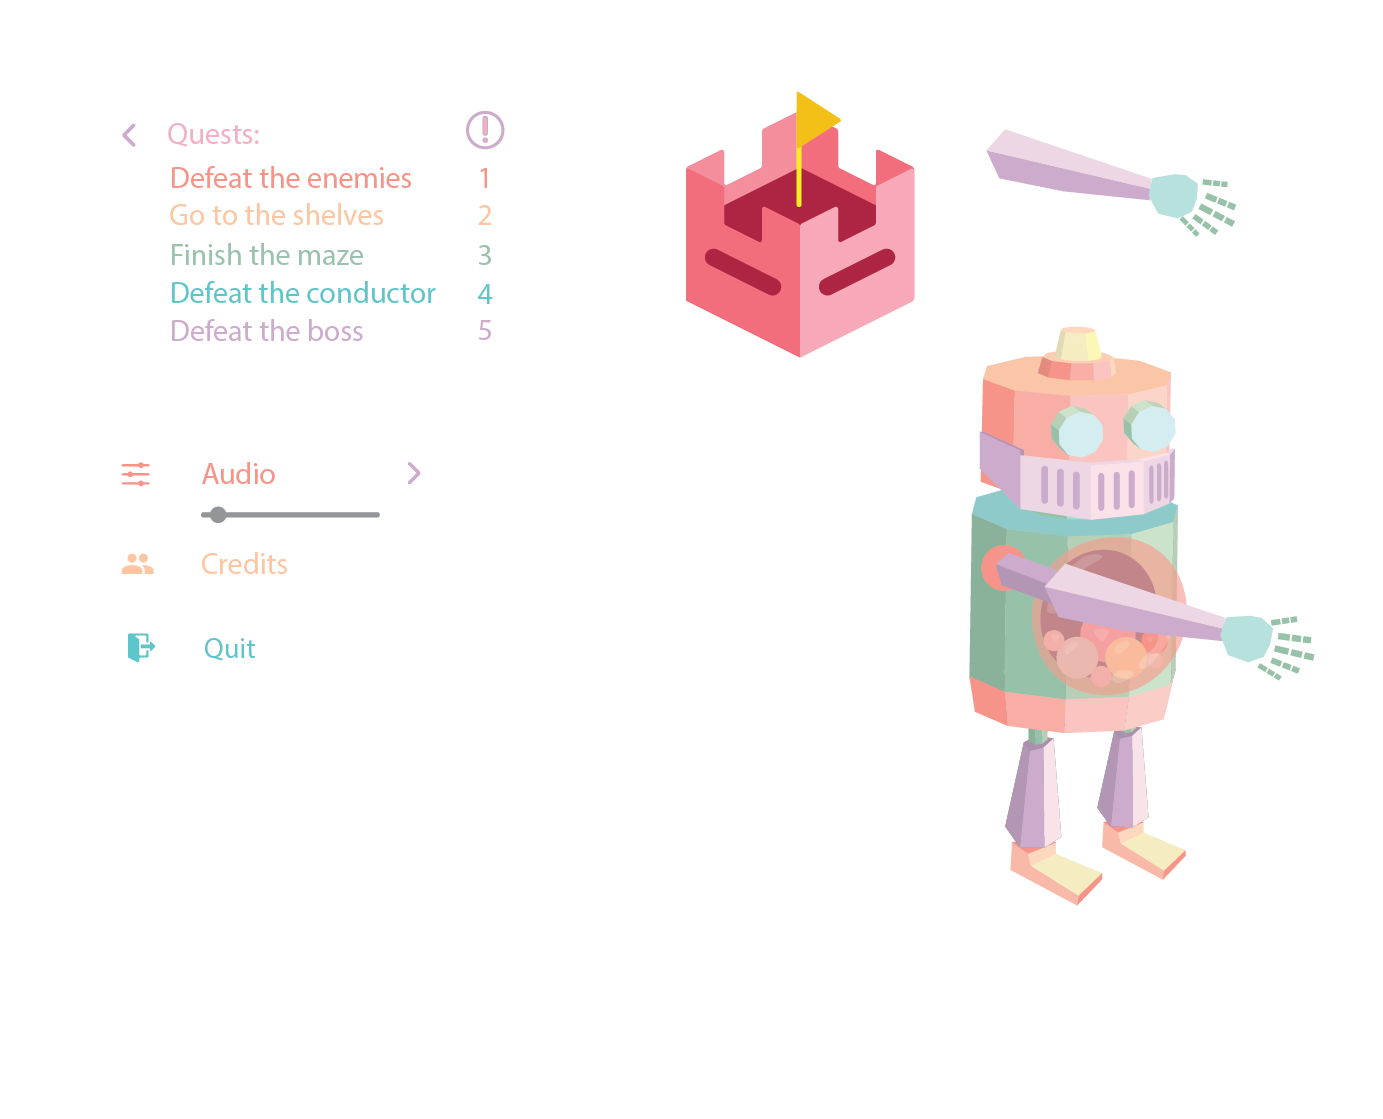 Quests:
Defeat the enemies 1
Go to the shelves 2
Finish the maze 3
Defeat the conductor 4
Defeat the boss 5
Audio
Credits
Quit